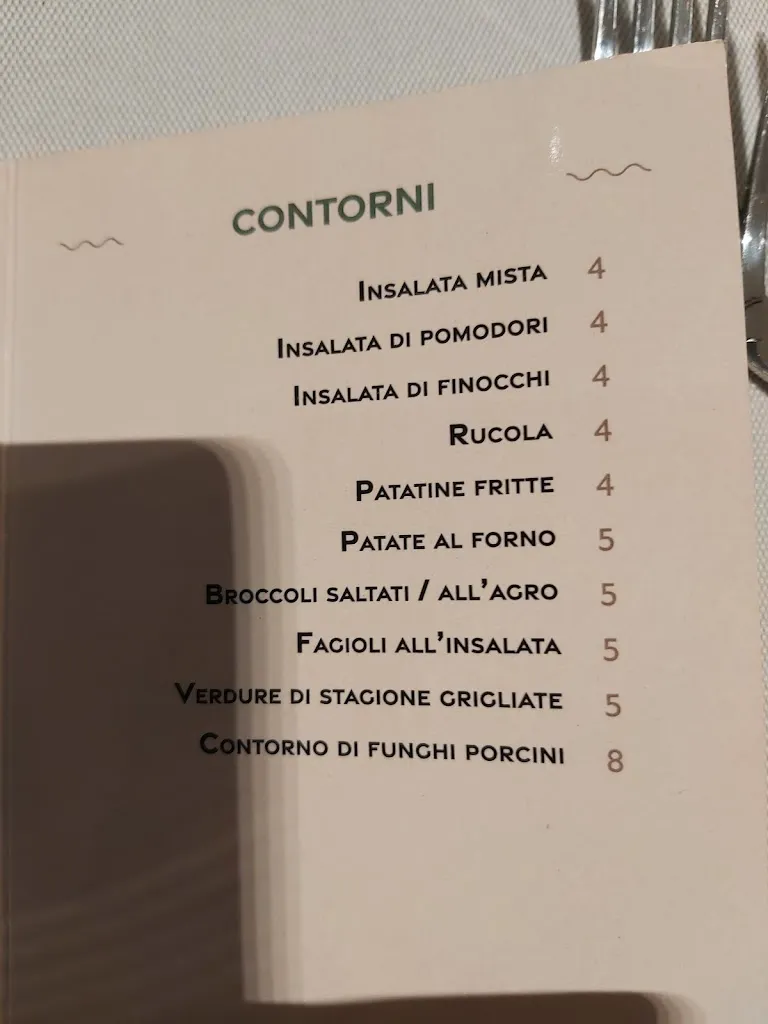 CONTORNI
INSALATA MISTA 4
INSALATA DI POMODORI 4
INSALATA DI FINOCCHI 4
RUCOLA 4
PATATINE FRITTE 4
PATATE AL FORNO 5
BROCCOLI SALTATI / ALL'AGRO 5
FAGIOLI ALL'INSALATA 5
VERDURE DI STAGIONE GRIGLIATE 5
CONTORNO DI FUNGHI PORCINI 8